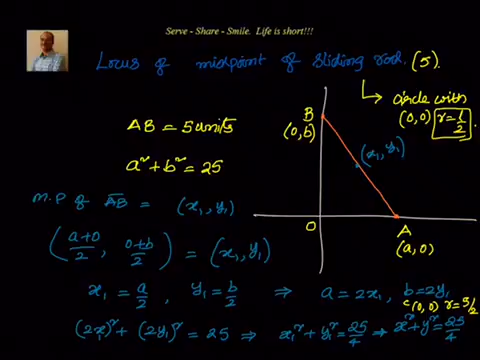 Serve - Share - Smile. Life is short!!!
Locus of midpoint of sliding rod. (5).
↳ circle with (0,0) r = l/2.
AB = 5 units
a² + b² = 25
B
(0, b)
(x₁, y₁)
O
A
(a, 0)
M.P of A̅B̅ = (x₁, y₁)
((a+0)/2, (0+b)/2) = (x₁, y₁)
x₁ = a/2, y₁ = b/2 ⇒ a = 2x₁, b = 2y₁
C (0,0) r = 5/2
(2x₁)² + (2y₁)² = 25 ⇒ x₁² + y₁² = 25/4 ⇒ x² + y² = 25/4